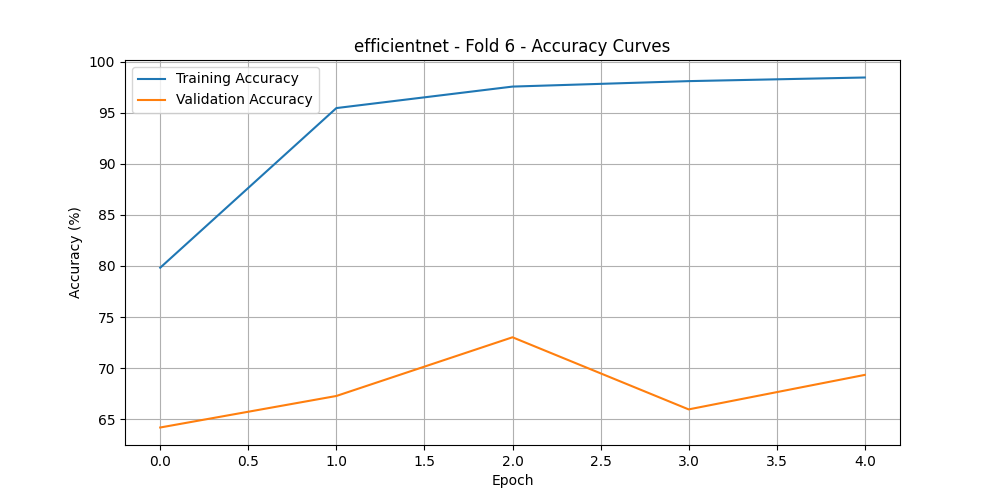 efficientnet - Fold 6 - Accuracy Curves
Training Accuracy
Validation Accuracy
Accuracy (%)
100
95
90
85
80
75
70
65
0.0 0.5 1.0 1.5 2.0 2.5 3.0 3.5 4.0
Epoch